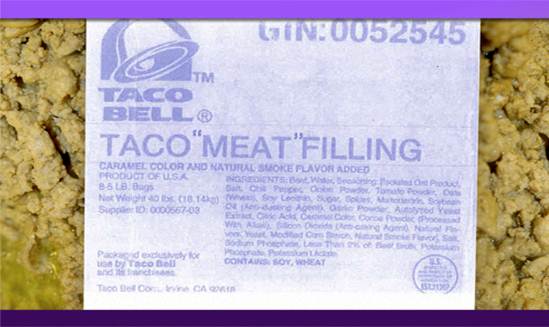 GIN:0052545
TM
TACO
BELL®
TACO "MEAT" FILLING
CARAMEL COLOR AND NATURAL SMOKE FLAVOR ADDED
PRODUCT OF U.S.A.
8-5 LB. Bags
Net Weight 40 lbs. (18.14kg)
Supplier ID: 0000567-03
INGREDIENTS: Beef, Water, Seasoning, [Isolated Oat Product,
Salt, Chili Pepper, Onion Powder, Tomato Powder, Oats
(Wheat), Soy Lecithin, Sugar, Spices, Maltodextrin, Soybean
Oil (Anti-dusting Agent), Garlic Powder, Autolyzed Yeast
Extract, Citric Acid, Caramel Color, Cocoa Powder (Processed
With Alkali), Silicon Dioxide (Anti-caking Agent), Natural Fla-
vors, Yeast, Modified Corn Starch, Natural Smoke Flavor], Salt,
Sodium Phosphate, Less Than 2% of: Beef Broth, Potassium
Phosphate, Potassium Lactate.
CONTAINS: SOY, WHEAT
Packaged exclusively for
use by Taco Bell
and its franchisees.
Taco Bell Corp., Irvine, CA 92618
U.S.